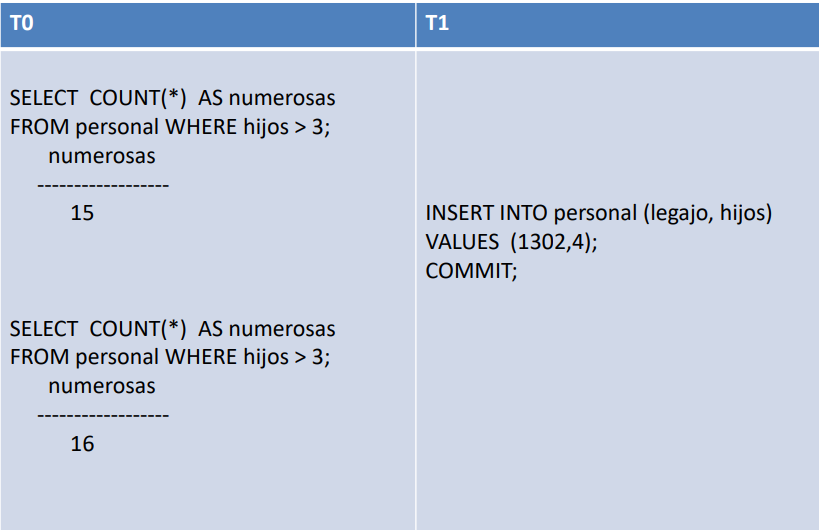 T0
T1
SELECT  COUNT(*)  AS numerosas
FROM personal WHERE hijos > 3;
numerosas
------------------
15
INSERT INTO personal (legajo, hijos)
VALUES  (1302,4);
COMMIT;
SELECT  COUNT(*)  AS numerosas
FROM personal WHERE hijos > 3;
numerosas
------------------
16